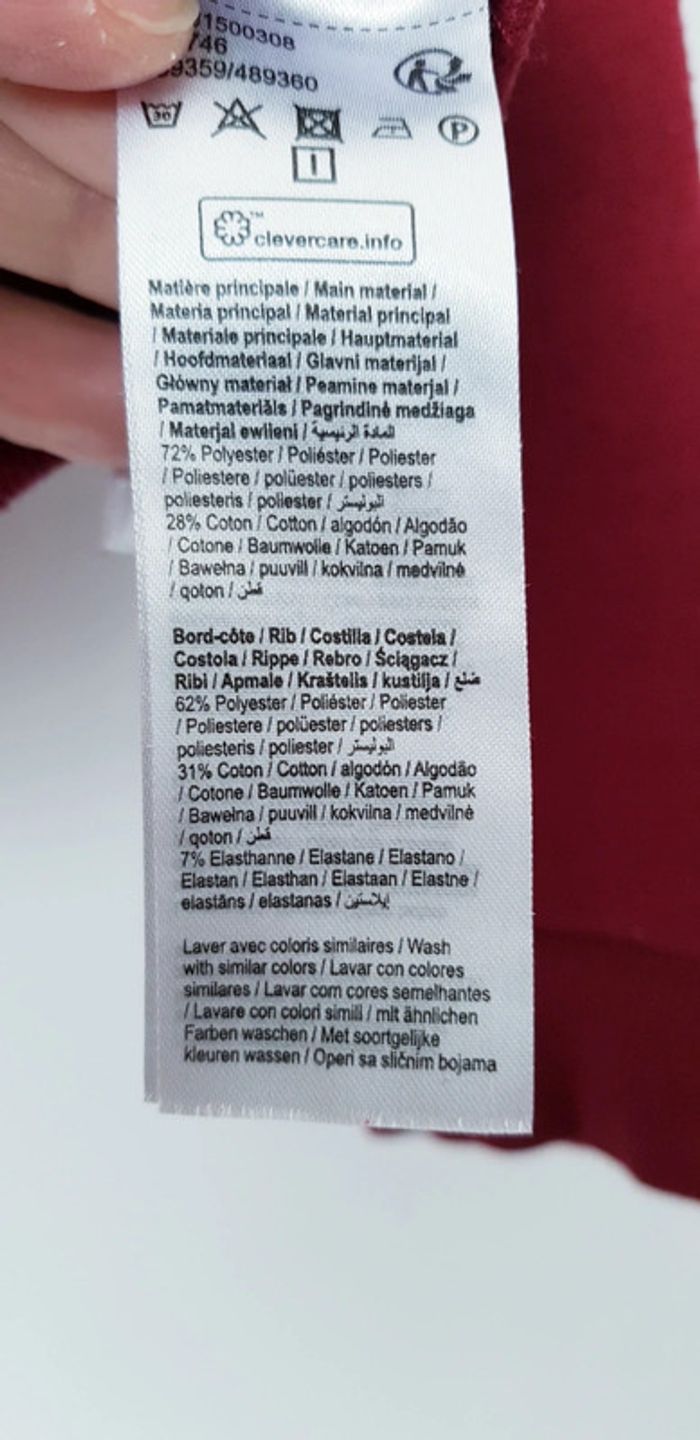 1500308
746
9359/489360
30
P
clevercare.info
Matière principale / Main material /
Materia principal / Material principal
/ Materiale principale / Hauptmaterial
/ Hoofdmateriaal / Glavni materijal /
Główny materiał / Peamine materjal /
Pamatmateriāls / Pagrindinė medžiaga
/ Materjal ewlieni / المادة الرئيسية
72% Polyester / Poliéster / Poliester
/ Poliestere / polüester / poliesters /
poliesteris / poliester / البوليستر
28% Coton / Cotton / algodón / Algodão
/ Cotone / Baumwolle / Katoen / Pamuk
/ Bawełna / puuvill / kokvilna / medvilnė
/ qoton / قطن
Bord-côte / Rib / Costilla / Costela /
Costola / Rippe / Rebro / Ściągacz /
Ribi / Apmale / Kraštelis / kustilja / ضلع
62% Polyester / Poliéster / Poliester
/ Poliestere / polüester / poliesters /
poliesteris / poliester / البوليستر
31% Coton / Cotton / algodón / Algodão
/ Cotone / Baumwolle / Katoen / Pamuk
/ Bawełna / puuvill / kokvilna / medvilnė
/ qoton / قطن
7% Elasthanne / Elastane / Elastano /
Elastan / Elasthan / Elastaan / Elastne /
elastāns / elastanas / إيلاستين
Laver avec coloris similaires / Wash
with similar colors / Lavar con colores
similares / Lavar com cores semelhantes
/ Lavare con colori simili / mit ähnlichen
Farben waschen / Met soortgelijke
kleuren wassen / Operi sa sličnim bojama